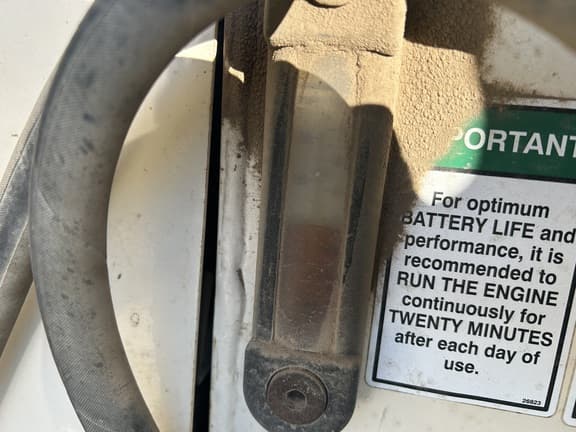 PORTANT
For optimum
BATTERY LIFE and
performance, it is
recommended to
RUN THE ENGINE
continuously for
TWENTY MINUTES
after each day of
use.
26823